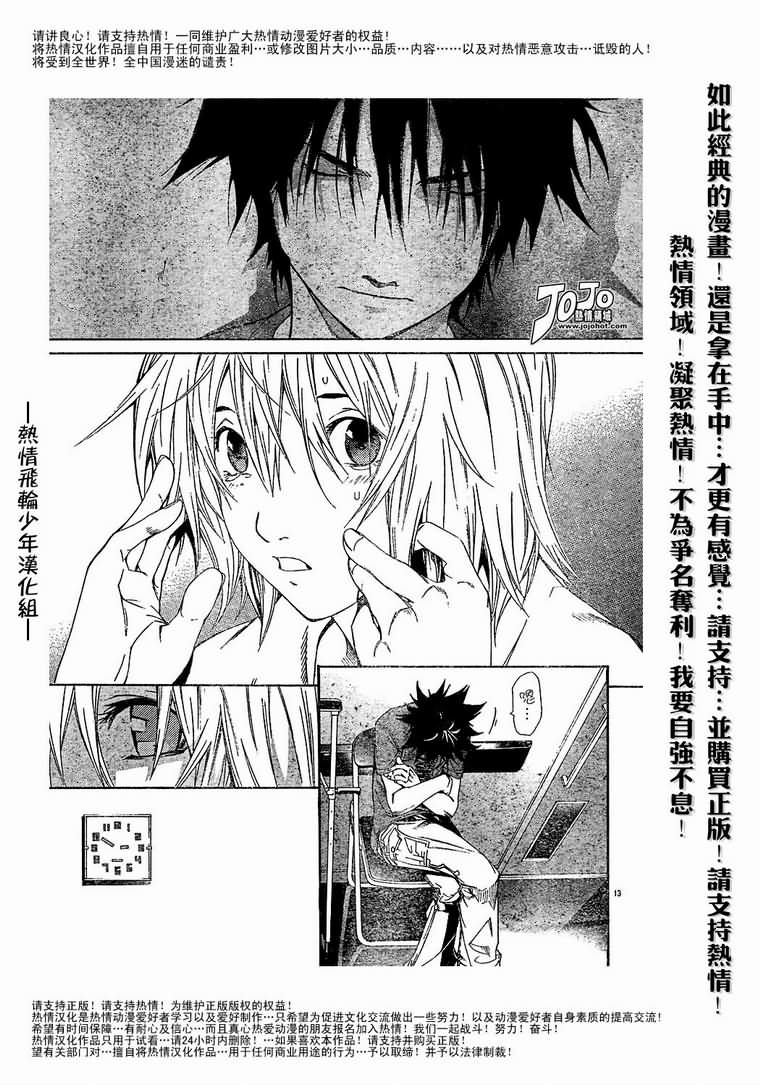 请讲良心！请支持热情！一同维护广大热情动漫爱好者的权益！
将热情汉化作品擅自用于任何商业盈利…或修改图片大小…品质…内容……以及对热情恶意攻击…诋毁的人！
将受到全世界！全中国漫迷的谴责！
如此經典的漫畫！還是拿在手中…才更有感覺…請支持…並購買正版！請支持熱情！
熱情領域！凝聚熱情！不為爭名奪利！我要自強不息！
JOJO
熱情領域
www.jojohot.com
—熱情飛輪少年漢化組—
嗯…
12
11
10
9
8
7
6
5
4
3
2
1
13
请支持正版！请支持热情！为维护正版版权的权益！
热情汉化是热情动漫爱好者学习以及爱好制作…只希望为促进文化交流做出一些努力！以及动漫爱好者自身素质的提高交流！
希望有时间保障…有耐心及信心…而且真心热爱动漫的朋友报名加入热情！我们一起战斗！努力！奋斗！
热情汉化作品只用于试看…请24小时内删除！…如果喜欢本作品！请支持并购买正版！
望有关部门对…擅自将热情汉化作品…用于任何商业用途的行为…予以取缔！并予以法律制裁！